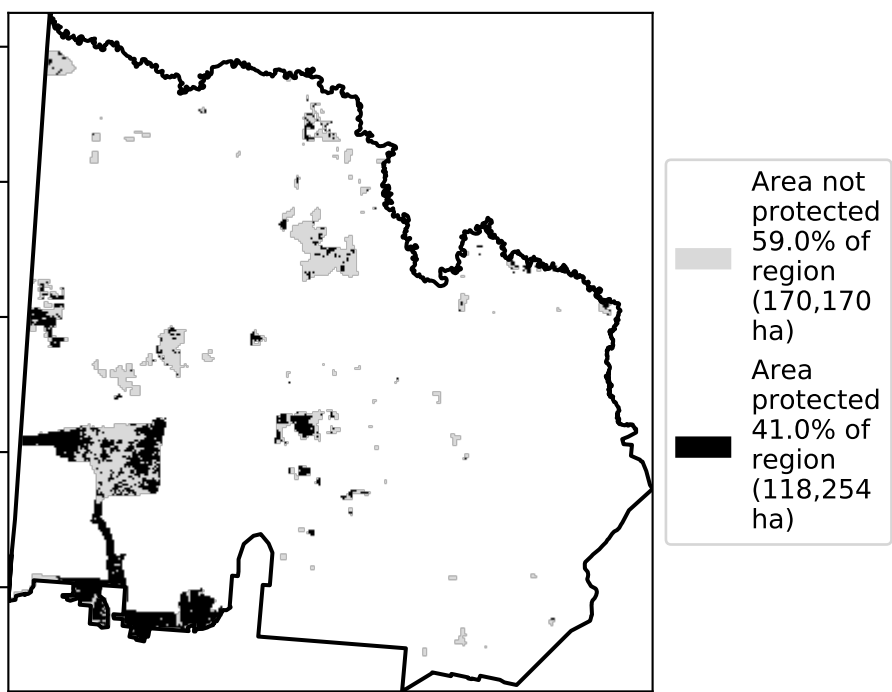 Area not
protected
59.0% of
region
(170,170
ha)
Area
protected
41.0% of
region
(118,254
ha)